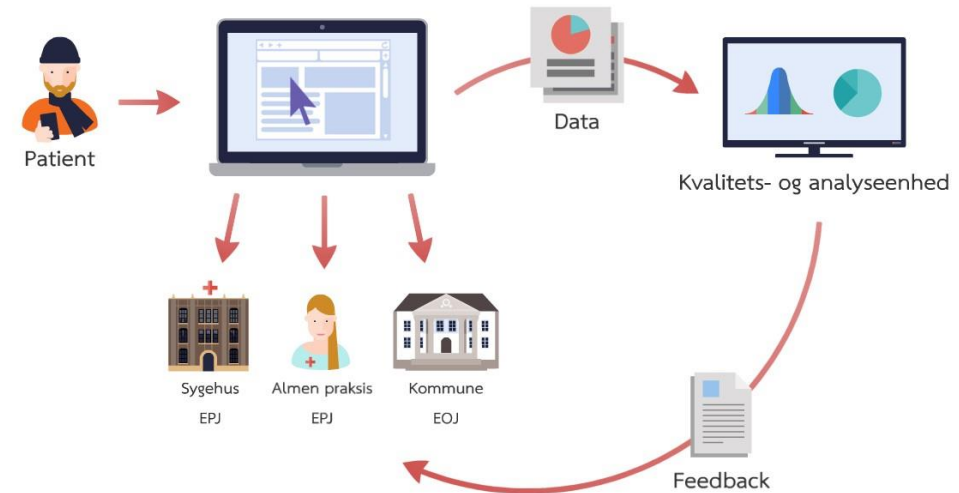 Patient
Data
Kvalitets- og analyseenhed
Sygehus
EPJ
Almen praksis
EPJ
Kommune
EOJ
Feedback